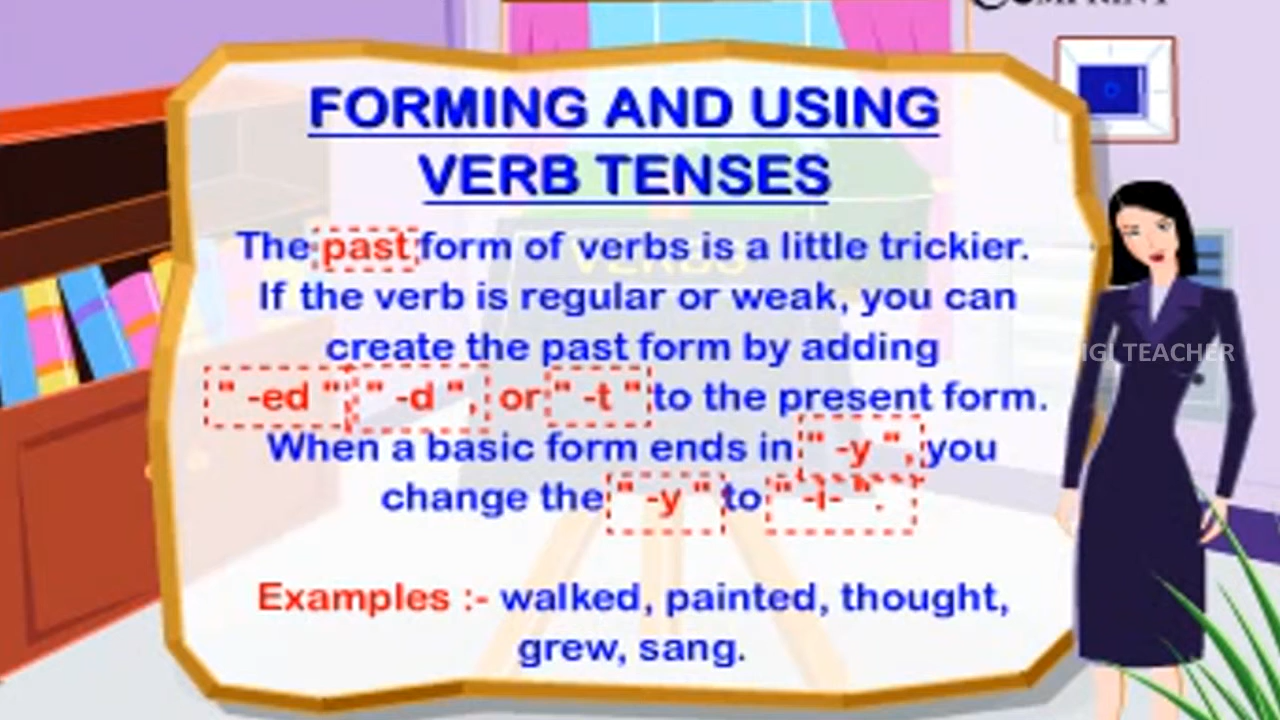 FORMING AND USING
VERB TENSES
The past form of verbs is a little trickier.
If the verb is regular or weak, you can
create the past form by adding
" -ed ", " -d ", or " -t " to the present form.
When a basic form ends in " -y ", you
change the " -y " to " -i- ".
Examples :- walked, painted, thought,
grew, sang.
IGI TEACHER